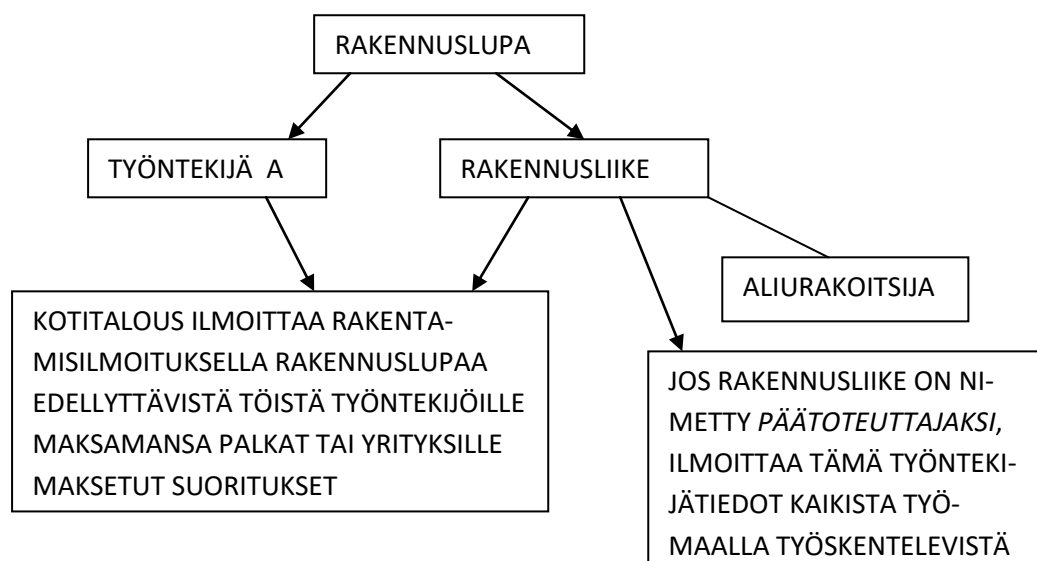 RAKENNUSLUPA
TYÖNTEKIJÄ A
RAKENNUSLIIKE
ALIURAKOITSIJA
KOTITALOUS ILMOITTAA RAKENTA-
MISILMOITUKSELLA RAKENNUSLUPAA
EDELLYTTÄVISTÄ TÖISTÄ TYÖNTEKIJÖILLE
MAKSAMANSA PALKAT TAI YRITYKSILLE
MAKSETUT SUORITUKSET
JOS RAKENNUSLIIKE ON NI-
METTY PÄÄTOTEUTTAJAKSI,
ILMOITTAA TÄMÄ TYÖNTEKI-
JÄTIEDOT KAIKISTA TYÖ-
MAALLA TYÖSKENTELEVISTÄ